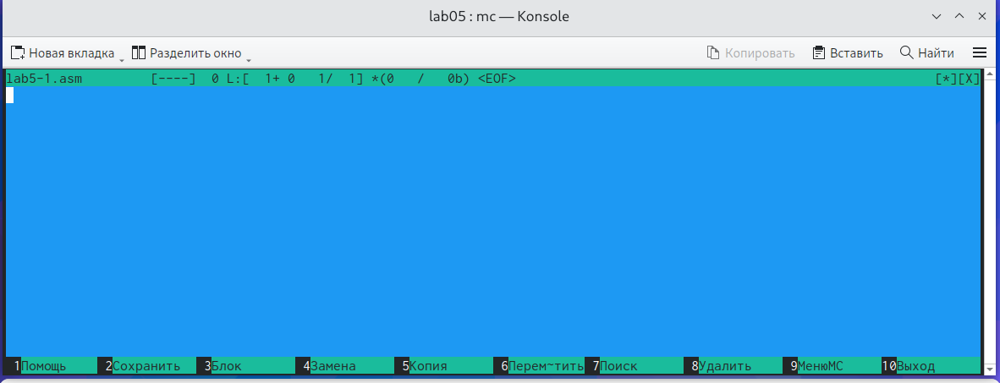 lab05 : mc — Konsole
Новая вкладка Разделить окно Копировать Вставить Найти
lab5-1.asm [----] 0 L:[ 1+ 0 1/ 1] *(0 / 0b) <EOF> [*][X]
1Помощь 2Сохранить 3Блок 4Замена 5Копия 6Перем~тить 7Поиск 8Удалить 9МенюMC 10Выход